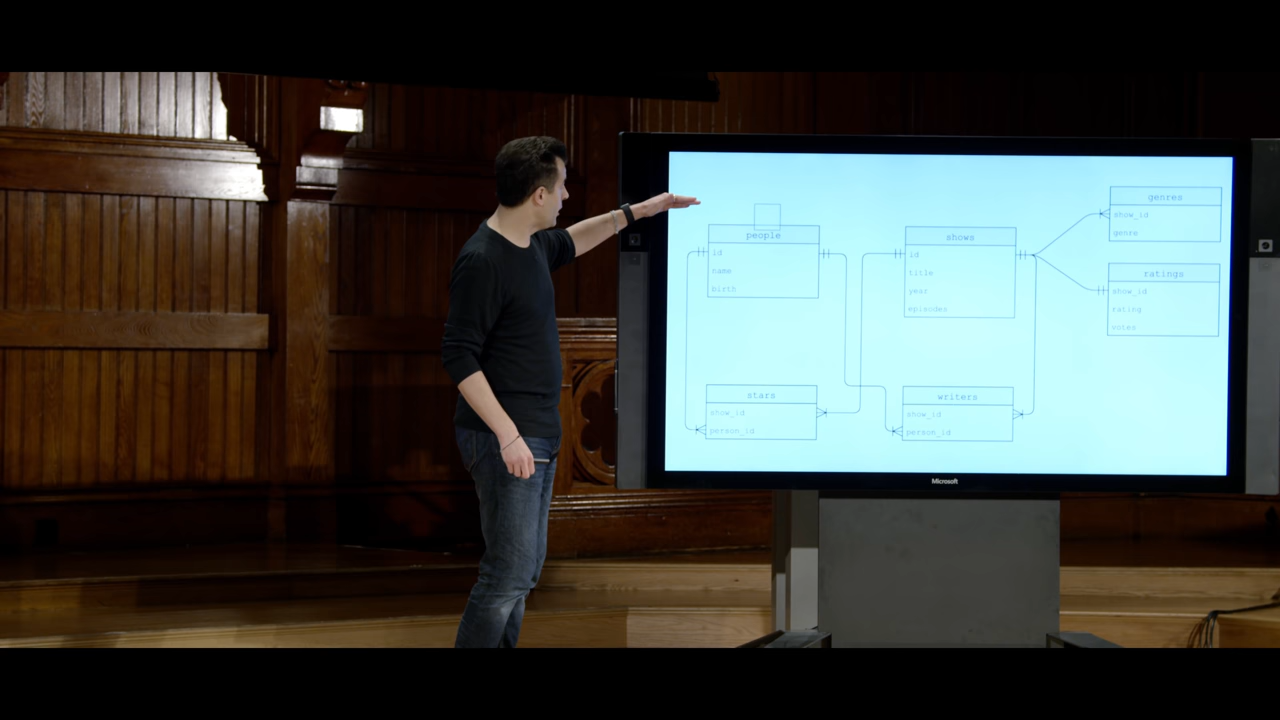 people
id
name
birth
shows
id
title
year
episodes
genres
show_id
genre
ratings
show_id
rating
votes
stars
show_id
person_id
writers
show_id
person_id
Microsoft